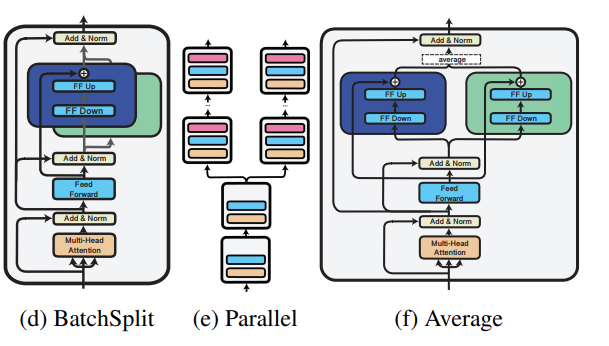 Add & Norm
FF Up
FF Down
Add & Norm
Feed
Forward
Add & Norm
Multi-Head
Attention
(d) BatchSplit
...
...
(e) Parallel
Add & Norm
average
FF Up
FF Down
FF Up
FF Down
Add & Norm
Feed
Forward
Add & Norm
Multi-Head
Attention
(f) Average